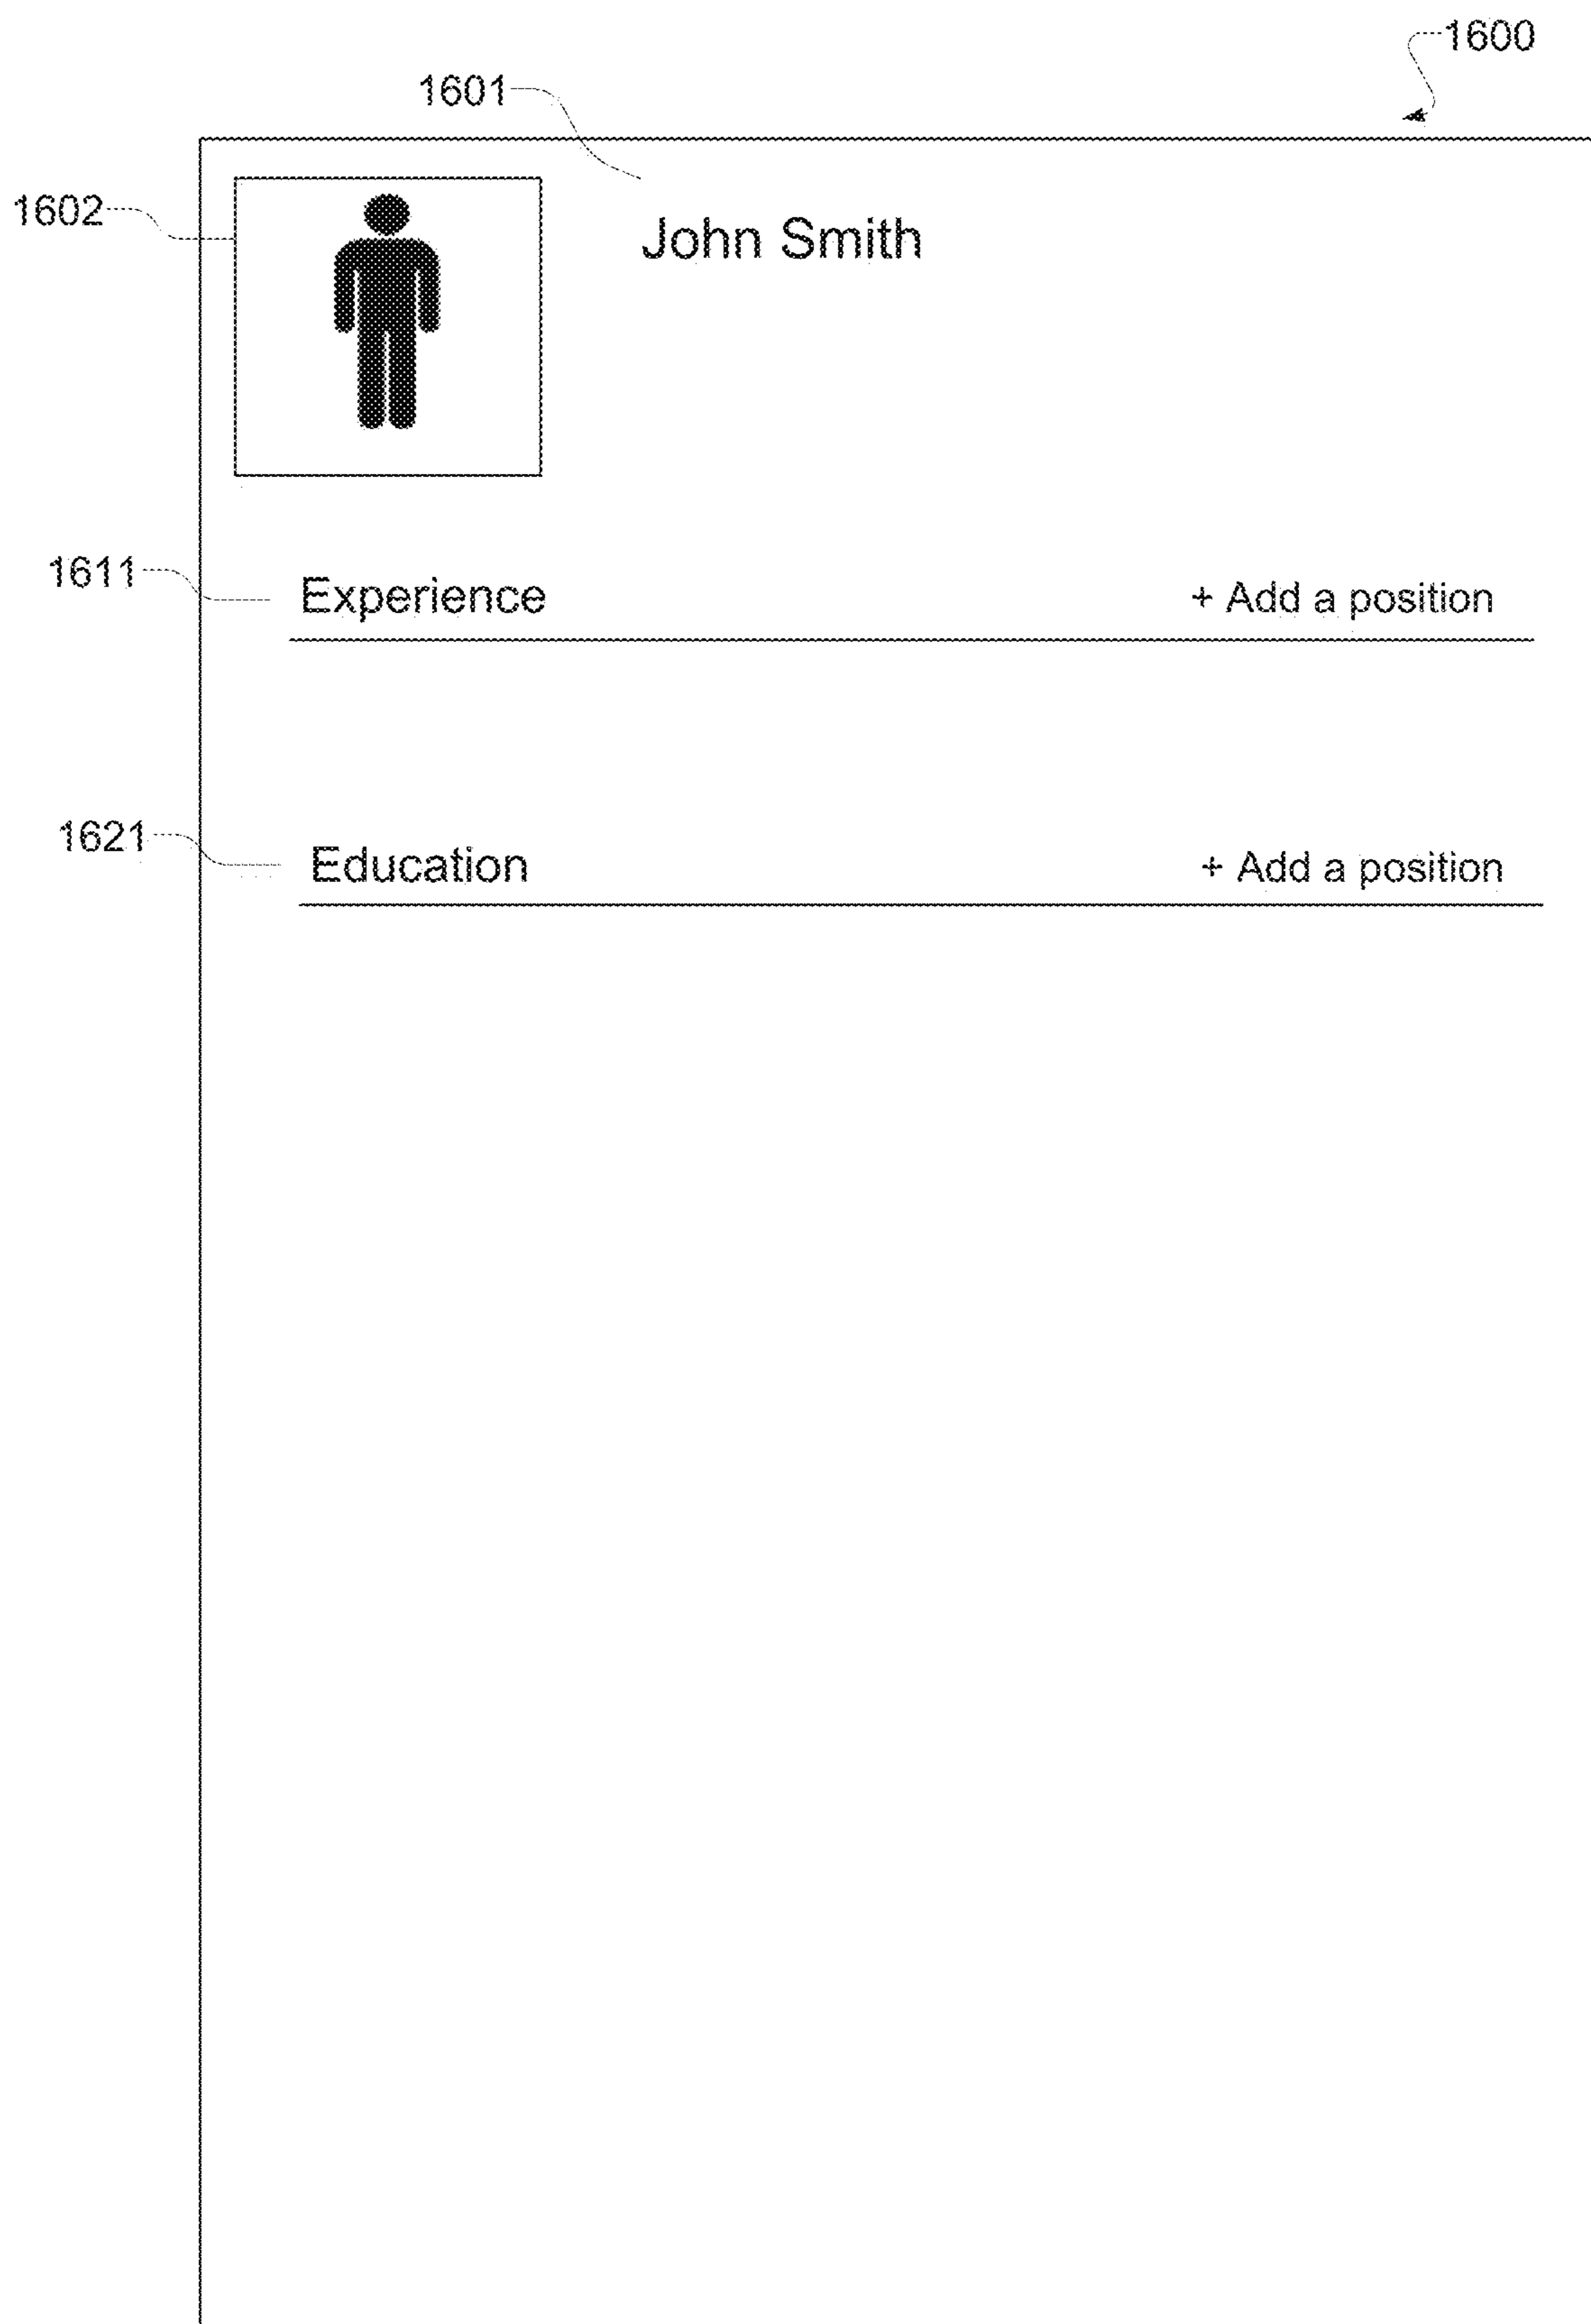 1600
1601
1602
John Smith
1611
Experience + Add a position
1621
Education + Add a position